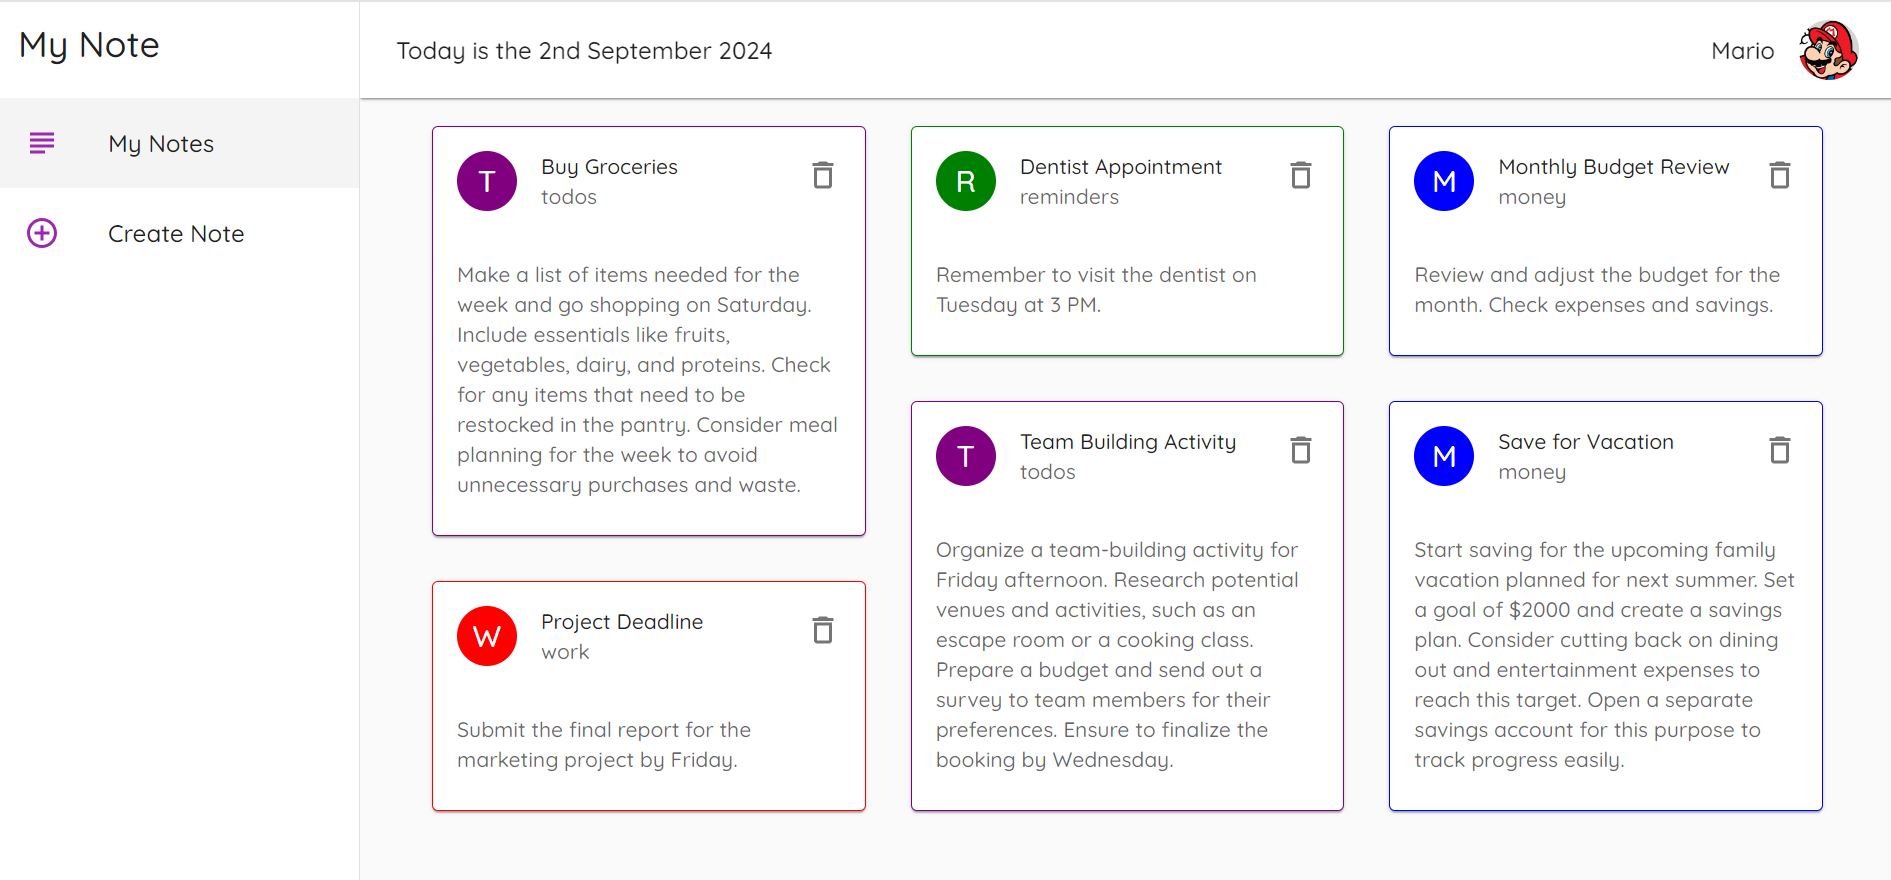 My Note
My Notes
Create Note
Today is the 2nd September 2024
Mario
M
T
Buy Groceries
todos
Make a list of items needed for the
week and go shopping on Saturday.
Include essentials like fruits,
vegetables, dairy, and proteins. Check
for any items that need to be
restocked in the pantry. Consider meal
planning for the week to avoid
unnecessary purchases and waste.
W
Project Deadline
work
Submit the final report for the
marketing project by Friday.
R
Dentist Appointment
reminders
Remember to visit the dentist on
Tuesday at 3 PM.
T
Team Building Activity
todos
Organize a team-building activity for
Friday afternoon. Research potential
venues and activities, such as an
escape room or a cooking class.
Prepare a budget and send out a
survey to team members for their
preferences. Ensure to finalize the
booking by Wednesday.
M
Monthly Budget Review
money
Review and adjust the budget for the
month. Check expenses and savings.
M
Save for Vacation
money
Start saving for the upcoming family
vacation planned for next summer. Set
a goal of $2000 and create a savings
plan. Consider cutting back on dining
out and entertainment expenses to
reach this target. Open a separate
savings account for this purpose to
track progress easily.